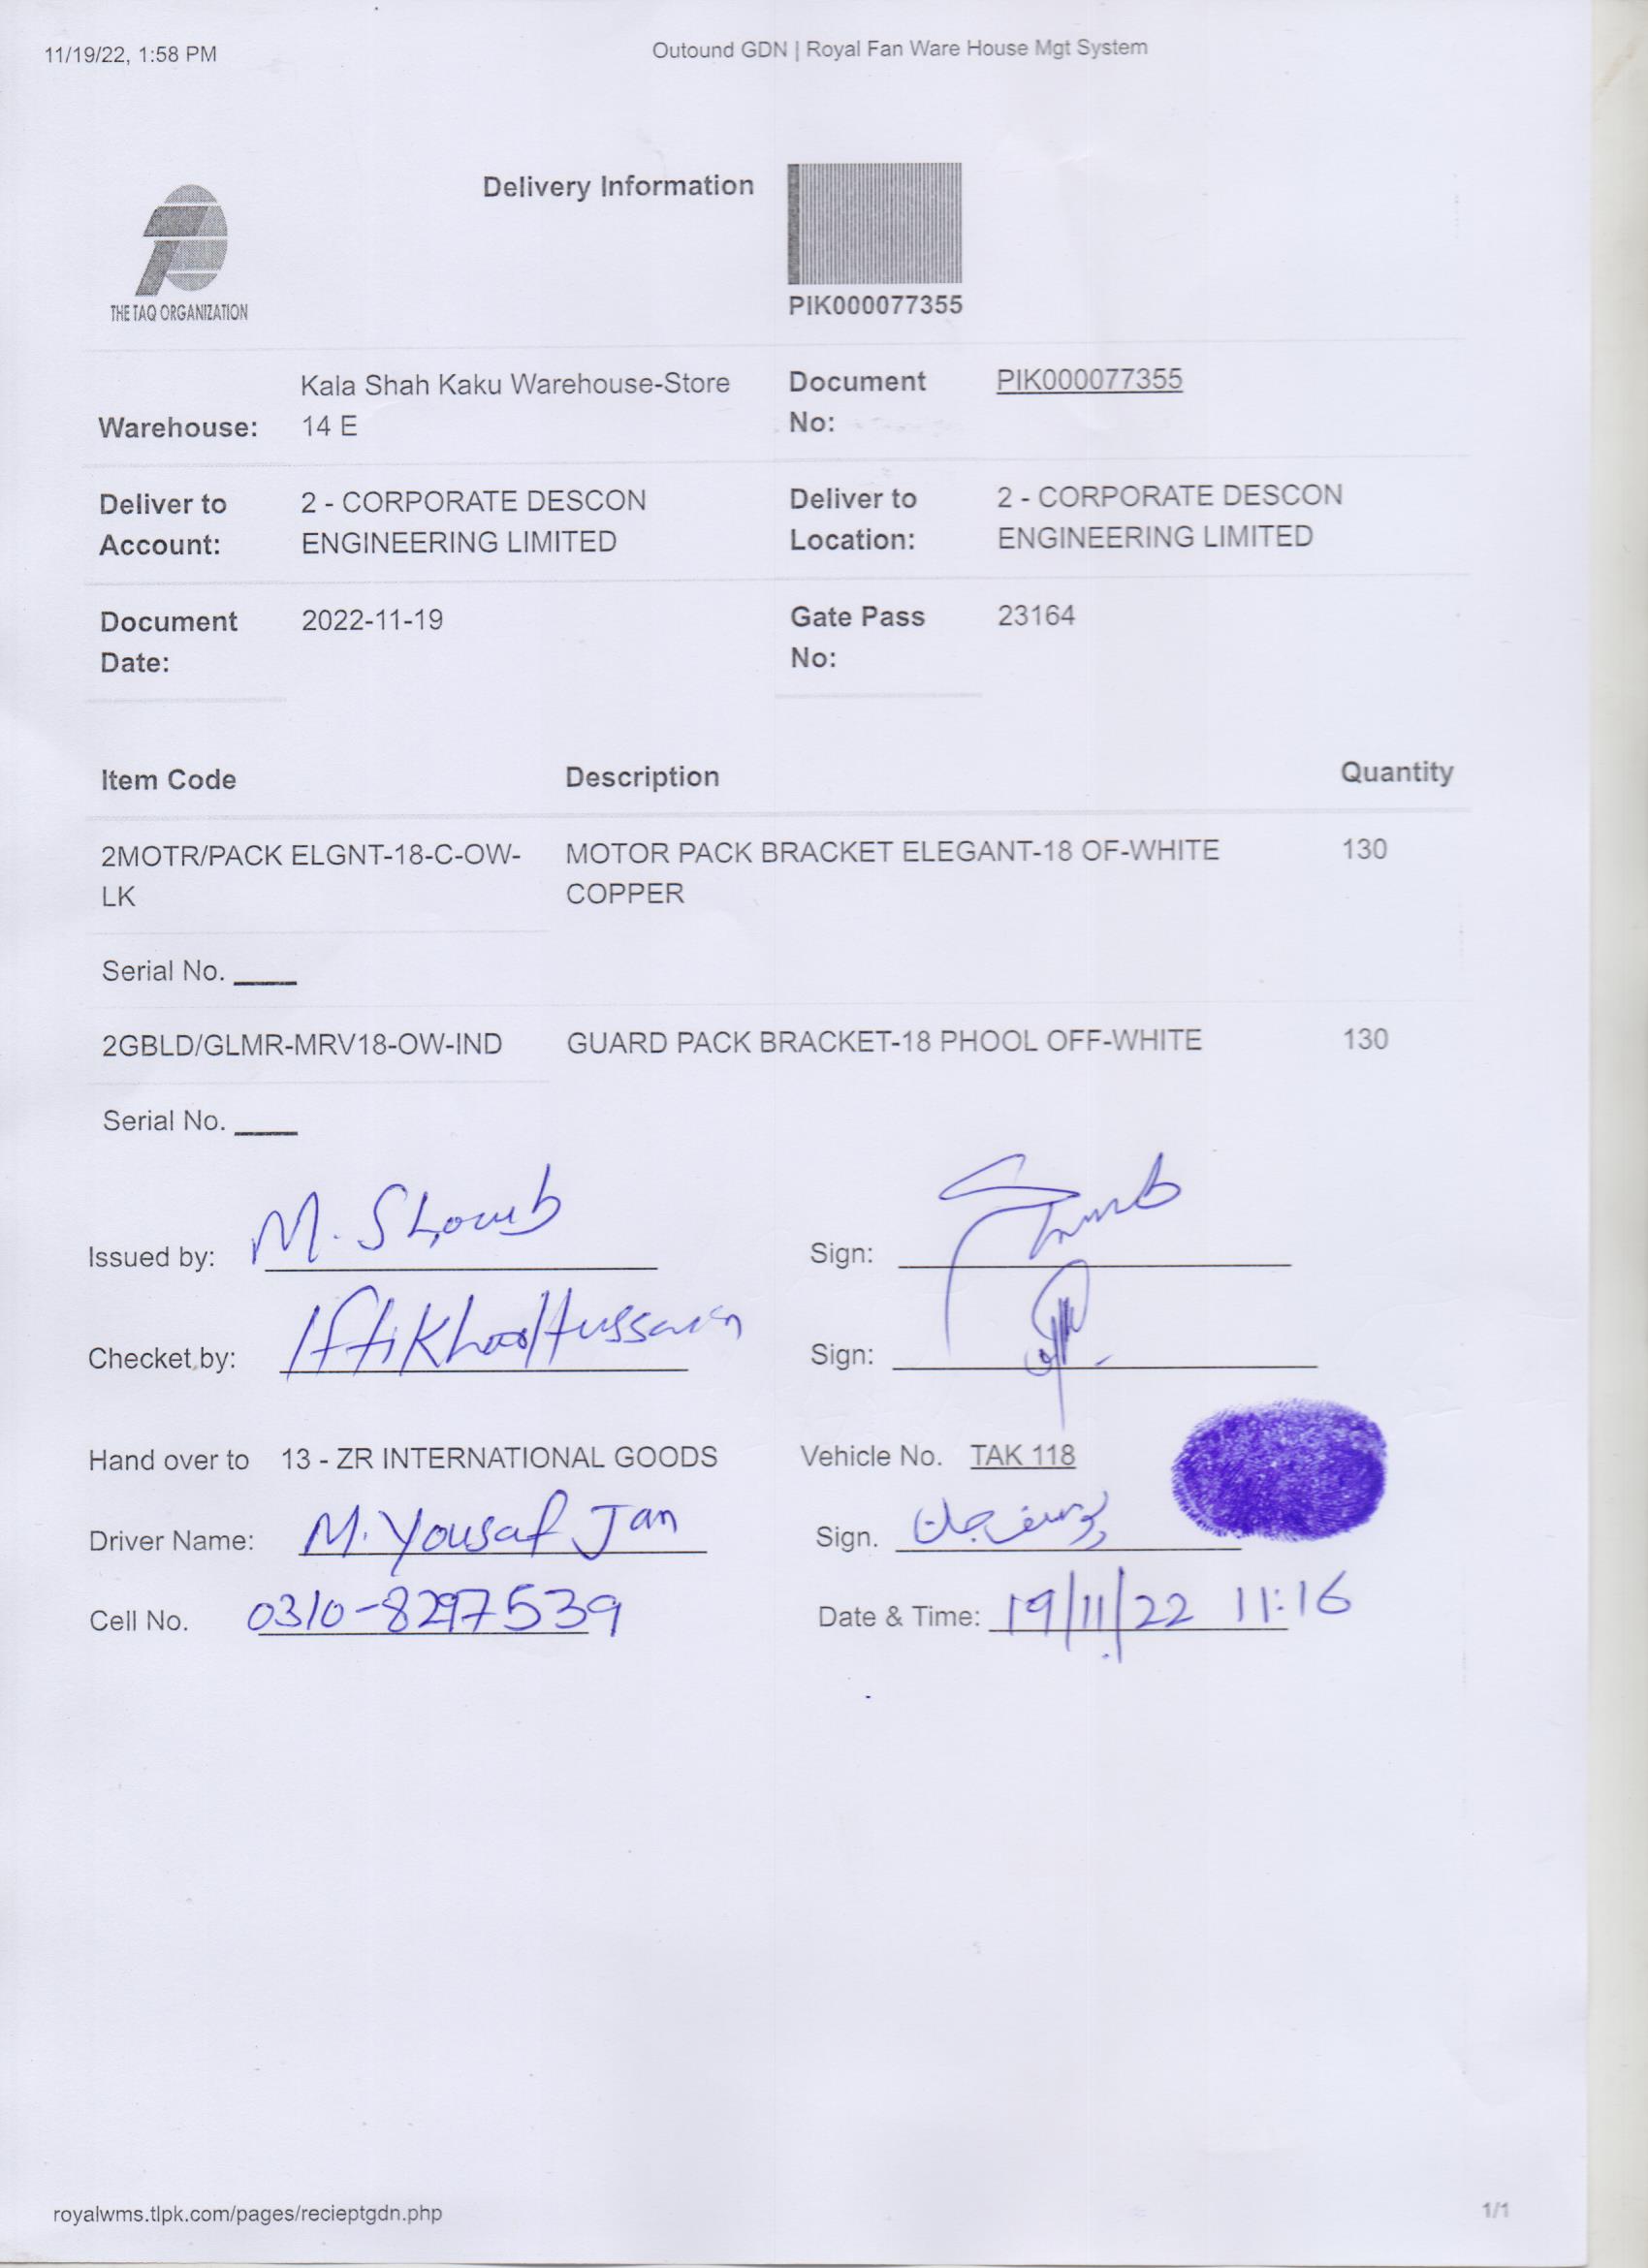 11/19/22, 1:58 PM
Outound GDN | Royal Fan Ware House Mgt System
Delivery Information
THE TAQ ORGANIZATION
PIK000077355
Warehouse: Kala Shah Kaku Warehouse-Store 14 E
Document No: PIK000077355
Deliver to Account: 2 - CORPORATE DESCON ENGINEERING LIMITED
Deliver to Location: 2 - CORPORATE DESCON ENGINEERING LIMITED
Document Date: 2022-11-19
Gate Pass No: 23164
Item Code Description Quantity
2MOTR/PACK ELGNT-18-C-OW-LK MOTOR PACK BRACKET ELEGANT-18 OF-WHITE COPPER 130
Serial No.
2GBLD/GLMR-MRV18-OW-IND GUARD PACK BRACKET-18 PHOOL OFF-WHITE 130
Serial No.
Issued by: M. Sign:
Checket by: Iftikhar Hussain Sign:
Hand over to 13 - ZR INTERNATIONAL GOODS Vehicle No. TAK 118
Driver Name: M. Yousaf Jan Sign. یوسف جان
Cell No. 0310-8297539 Date & Time: 19/11/22 11:16
royalwms.tlpk.com/pages/recieptgdn.php
1/1